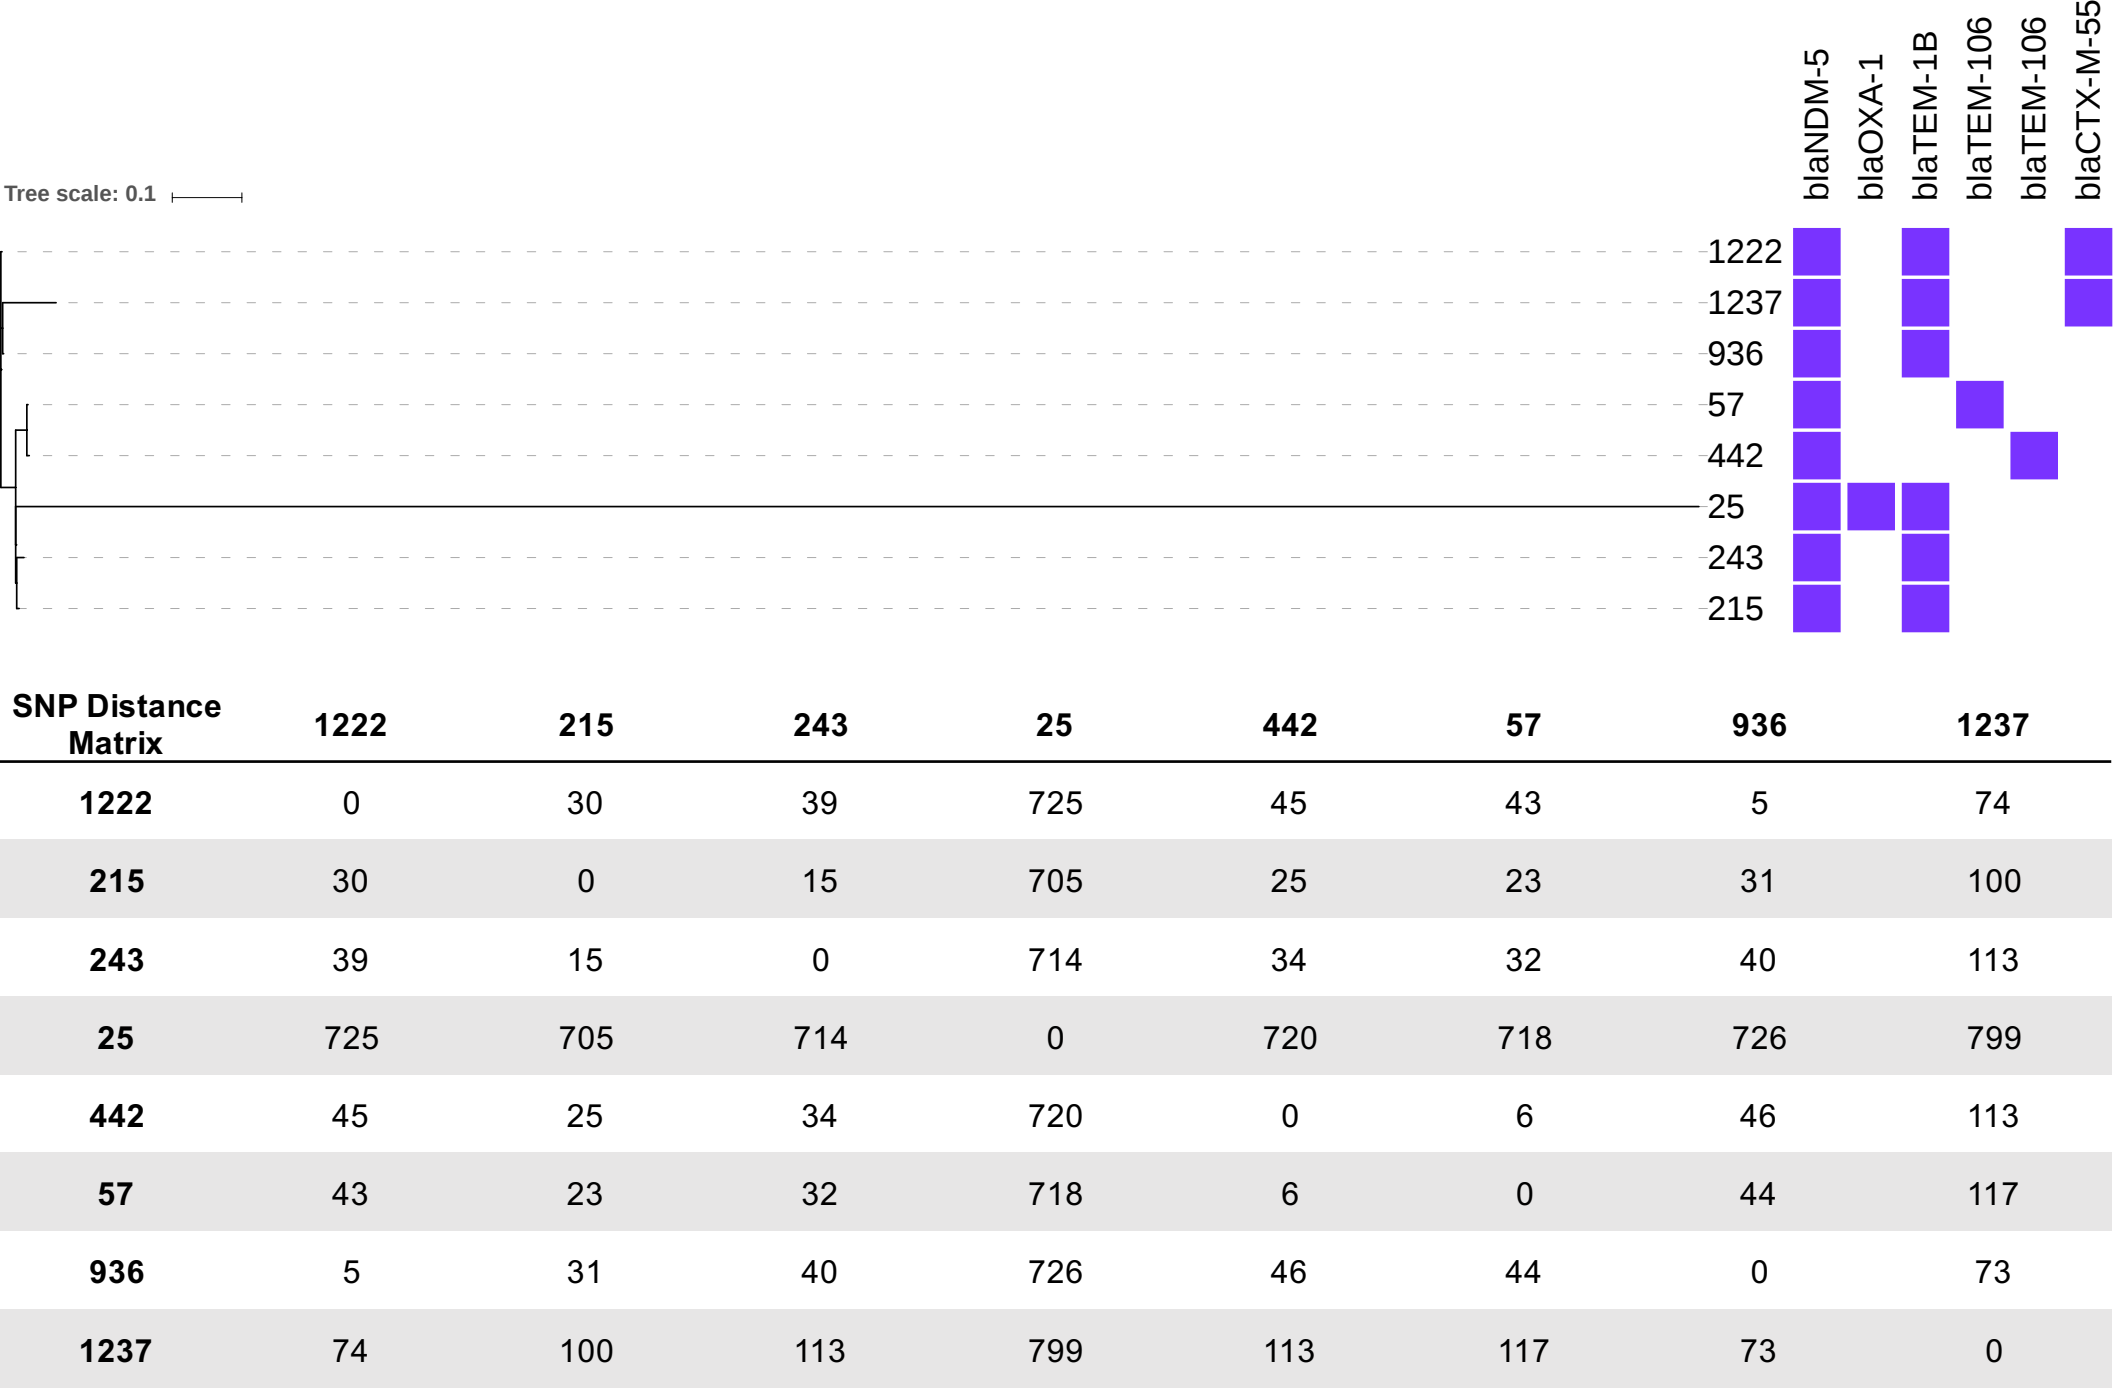 blaNDM-5
blaOXA-1
blaTEM-1B
blaTEM-106
blaTEM-106
blaCTX-M-55
Tree scale: 0.1
1222
1237
936
57
442
25
243
215
SNP Distance
Matrix
1222 215 243 25 442 57 936 1237
1222 0 30 39 725 45 43 5 74
215 30 0 15 705 25 23 31 100
243 39 15 0 714 34 32 40 113
25 725 705 714 0 720 718 726 799
442 45 25 34 720 0 6 46 113
57 43 23 32 718 6 0 44 117
936 5 31 40 726 46 44 0 73
1237 74 100 113 799 113 117 73 0